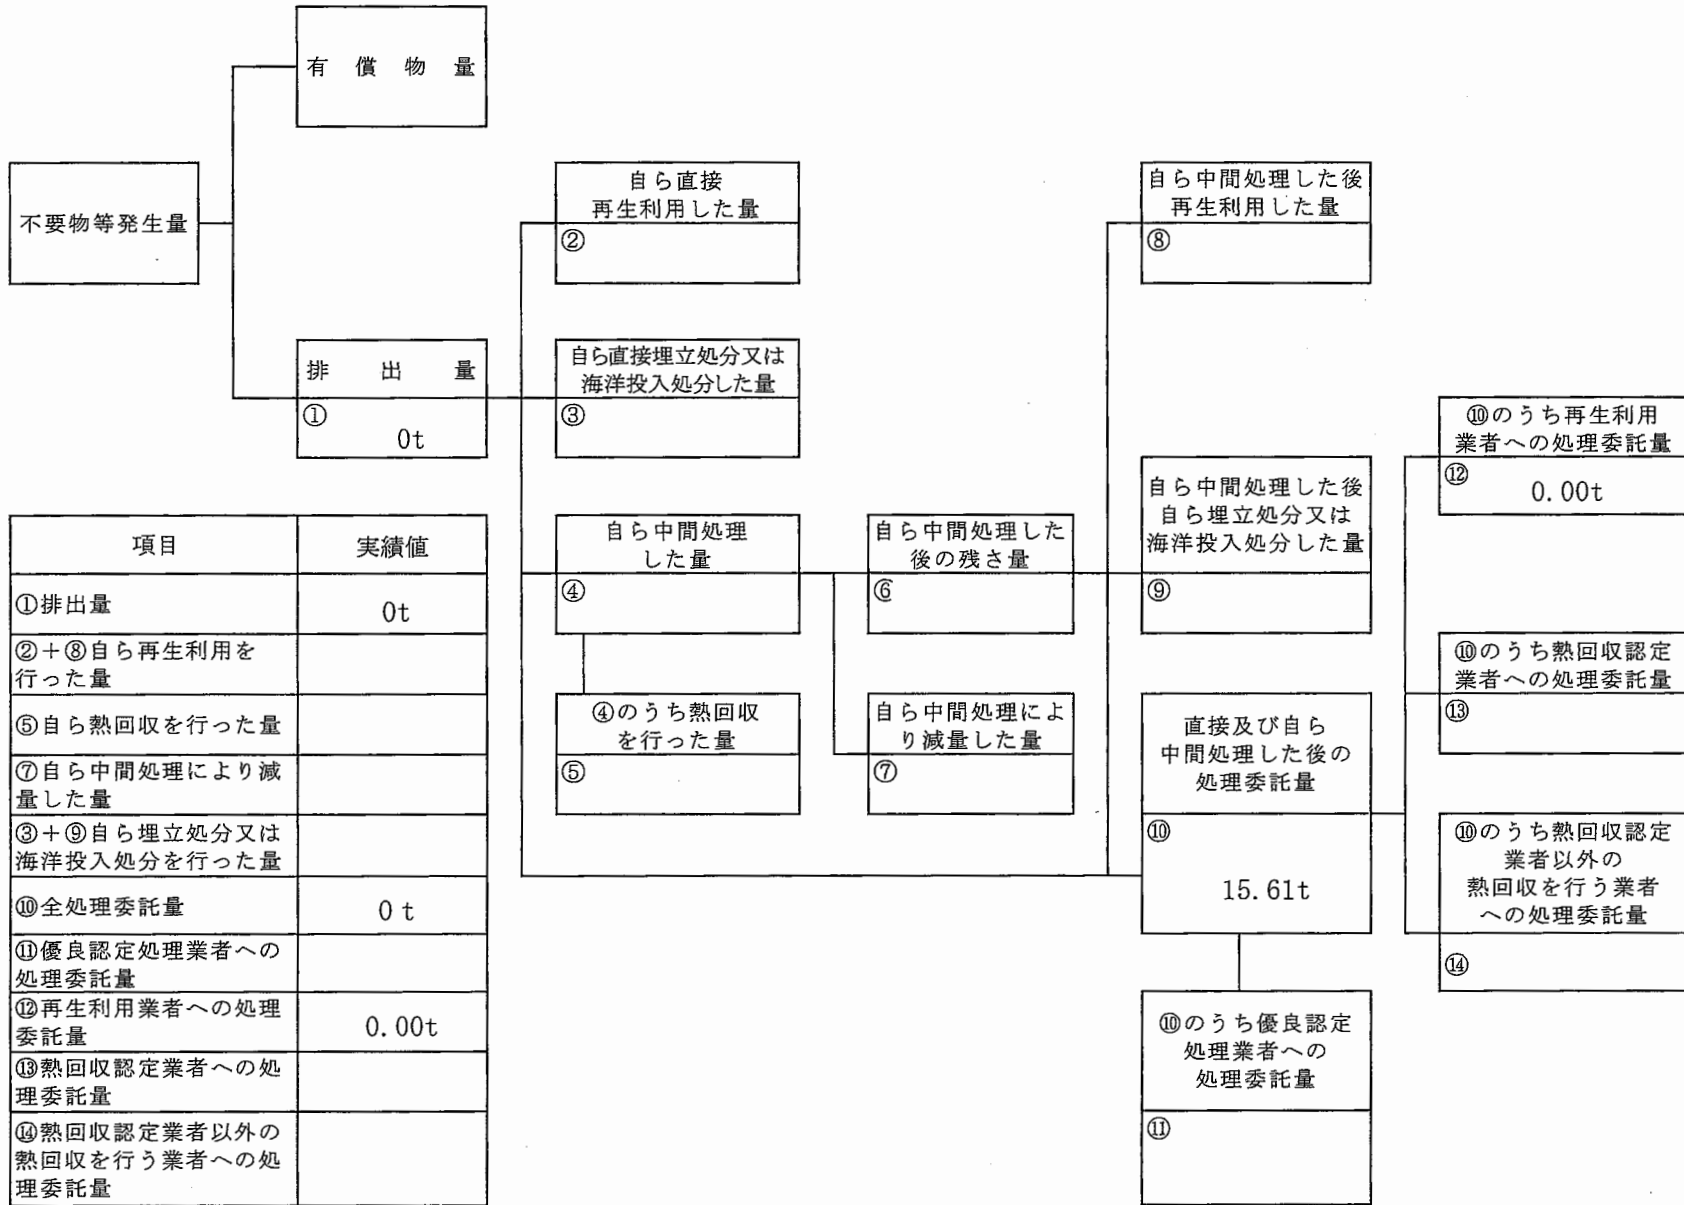 有償物量
不要物等発生量
排出量
①
0t
自ら直接
再生利用した量
②
自ら直接埋立処分又は
海洋投入処分した量
③
自ら中間処理
した量
④
④のうち熱回収
を行った量
⑤
自ら中間処理した
後の残さ量
⑥
自ら中間処理によ
り減量した量
⑦
自ら中間処理した後
再生利用した量
⑧
自ら中間処理した後
自ら埋立処分又は
海洋投入処分した量
⑨
直接及び自ら
中間処理した後の
処理委託量
⑩
15.61t
⑩のうち優良認定
処理業者への
処理委託量
⑪
⑩のうち再生利用
業者への処理委託量
⑫
0.00t
⑩のうち熱回収認定
業者への処理委託量
⑬
⑩のうち熱回収認定
業者以外の
熱回収を行う業者
への処理委託量
⑭
項目 実績値
①排出量 0t
②+⑧自ら再生利用を
行った量
⑤自ら熱回収を行った量
⑦自ら中間処理により減
量した量
③+⑨自ら埋立処分又は
海洋投入処分を行った量
⑩全処理委託量 0 t
⑪優良認定処理業者への
処理委託量
⑫再生利用業者への処理
委託量 0.00t
⑬熱回収認定業者への処
理委託量
⑭熱回収認定業者以外の
熱回収を行う業者への処
理委託量